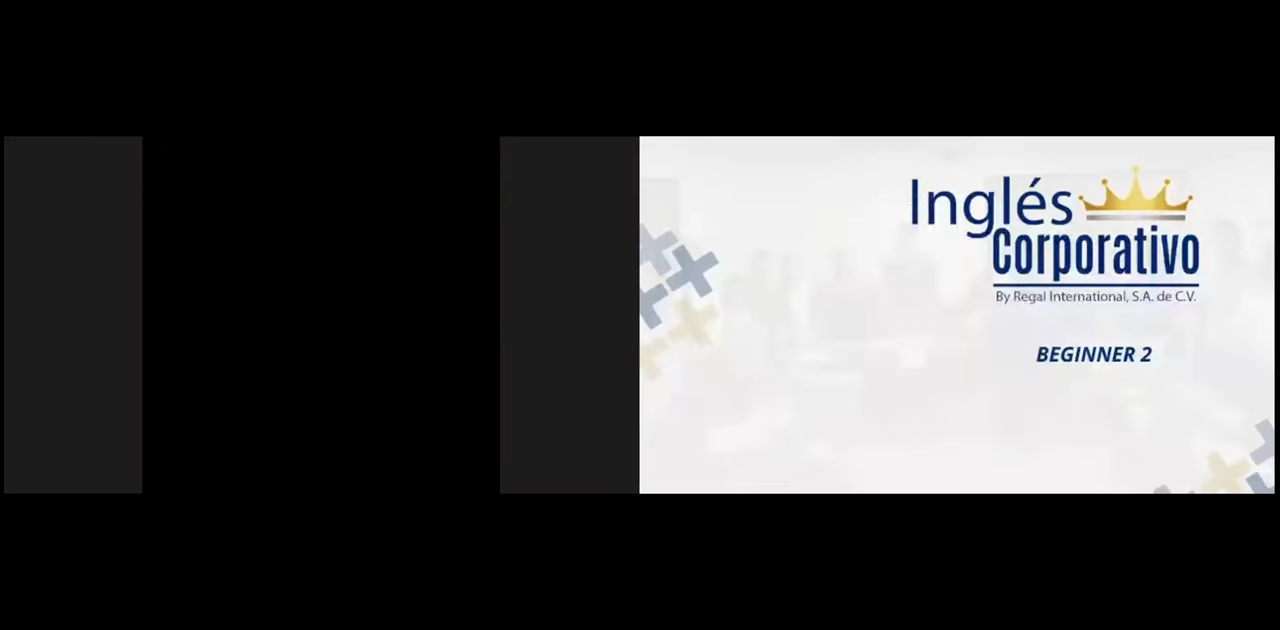 Inglés
Corporativo
By Regal International, S.A. de C.V.
BEGINNER 2